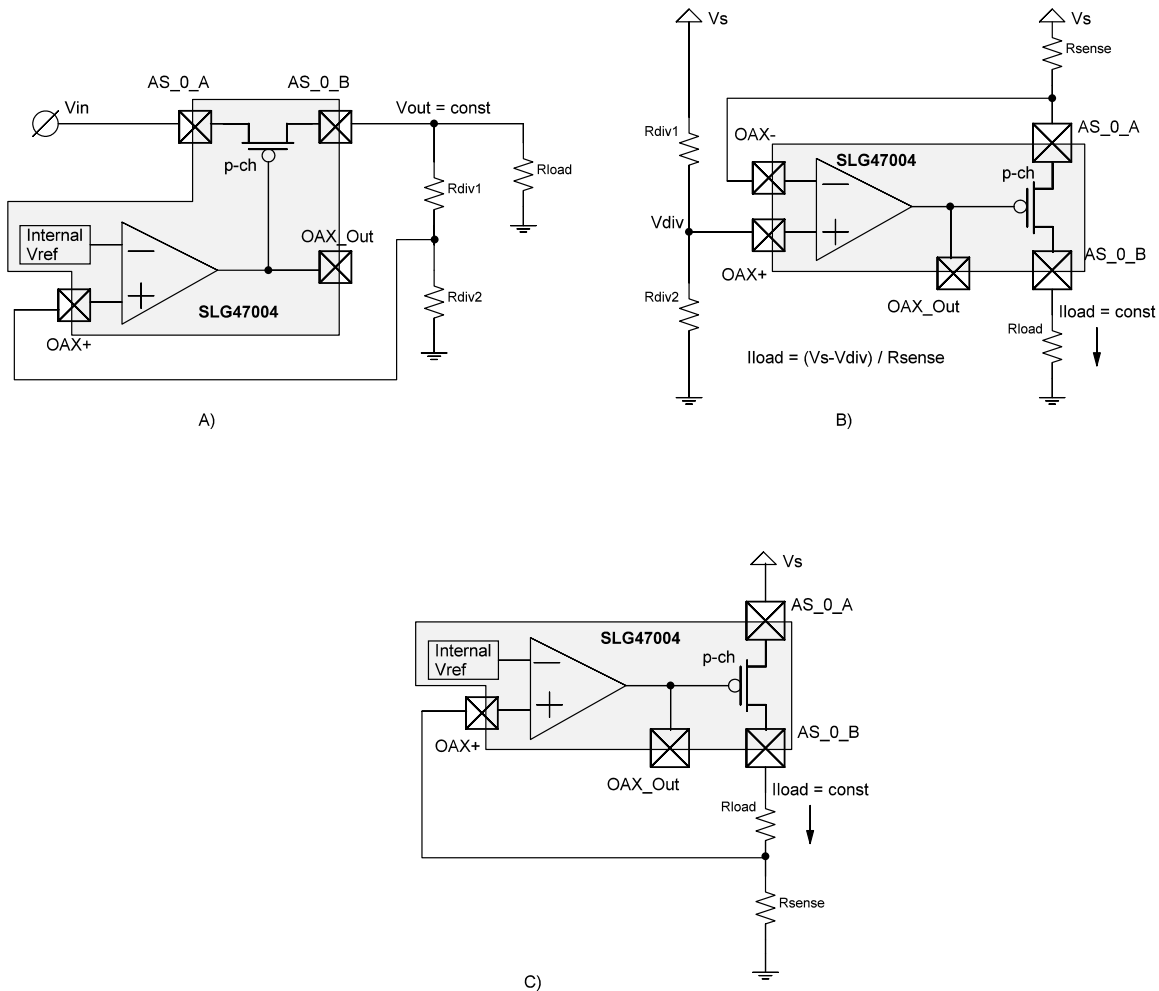 AS_0_A
AS_0_B
Vin
Vout = const
p-ch
Rdiv1
Rload
Internal
Vref
OAX_Out
SLG47004
OAX+
Rdiv2
A)
Vs
Vs
Rsense
Rdiv1
OAX-
SLG47004
AS_0_A
p-ch
Vdiv
OAX+
AS_0_B
Rdiv2
OAX_Out
Iload = const
Rload
Iload = (Vs-Vdiv) / Rsense
B)
Vs
AS_0_A
SLG47004
Internal
Vref
p-ch
OAX+
AS_0_B
OAX_Out
Iload = const
Rload
Rsense
C)